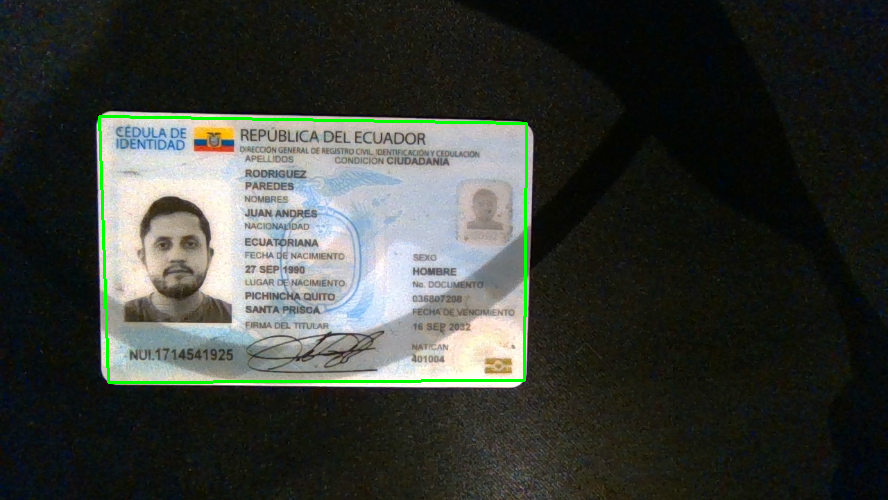 CÉDULA DE
IDENTIDAD
REPÚBLICA DEL ECUADOR
DIRECCIÓN GENERAL DE REGISTRO CIVIL, IDENTIFICACIÓN Y CEDULACIÓN
APELLIDOS
CONDICIÓN CIUDADANIA
RODRIGUEZ
PAREDES
NOMBRES
JUAN ANDRES
NACIONALIDAD
ECUATORIANA
FECHA DE NACIMIENTO
27 SEP 1990
LUGAR DE NACIMIENTO
PICHINCHA QUITO
SANTA PRISCA
FIRMA DEL TITULAR
SEXO
HOMBRE
No. DOCUMENTO
036807208
FECHA DE VENCIMIENTO
16 SEP 2032
NAT/CAN
401004
NUI.1714541925